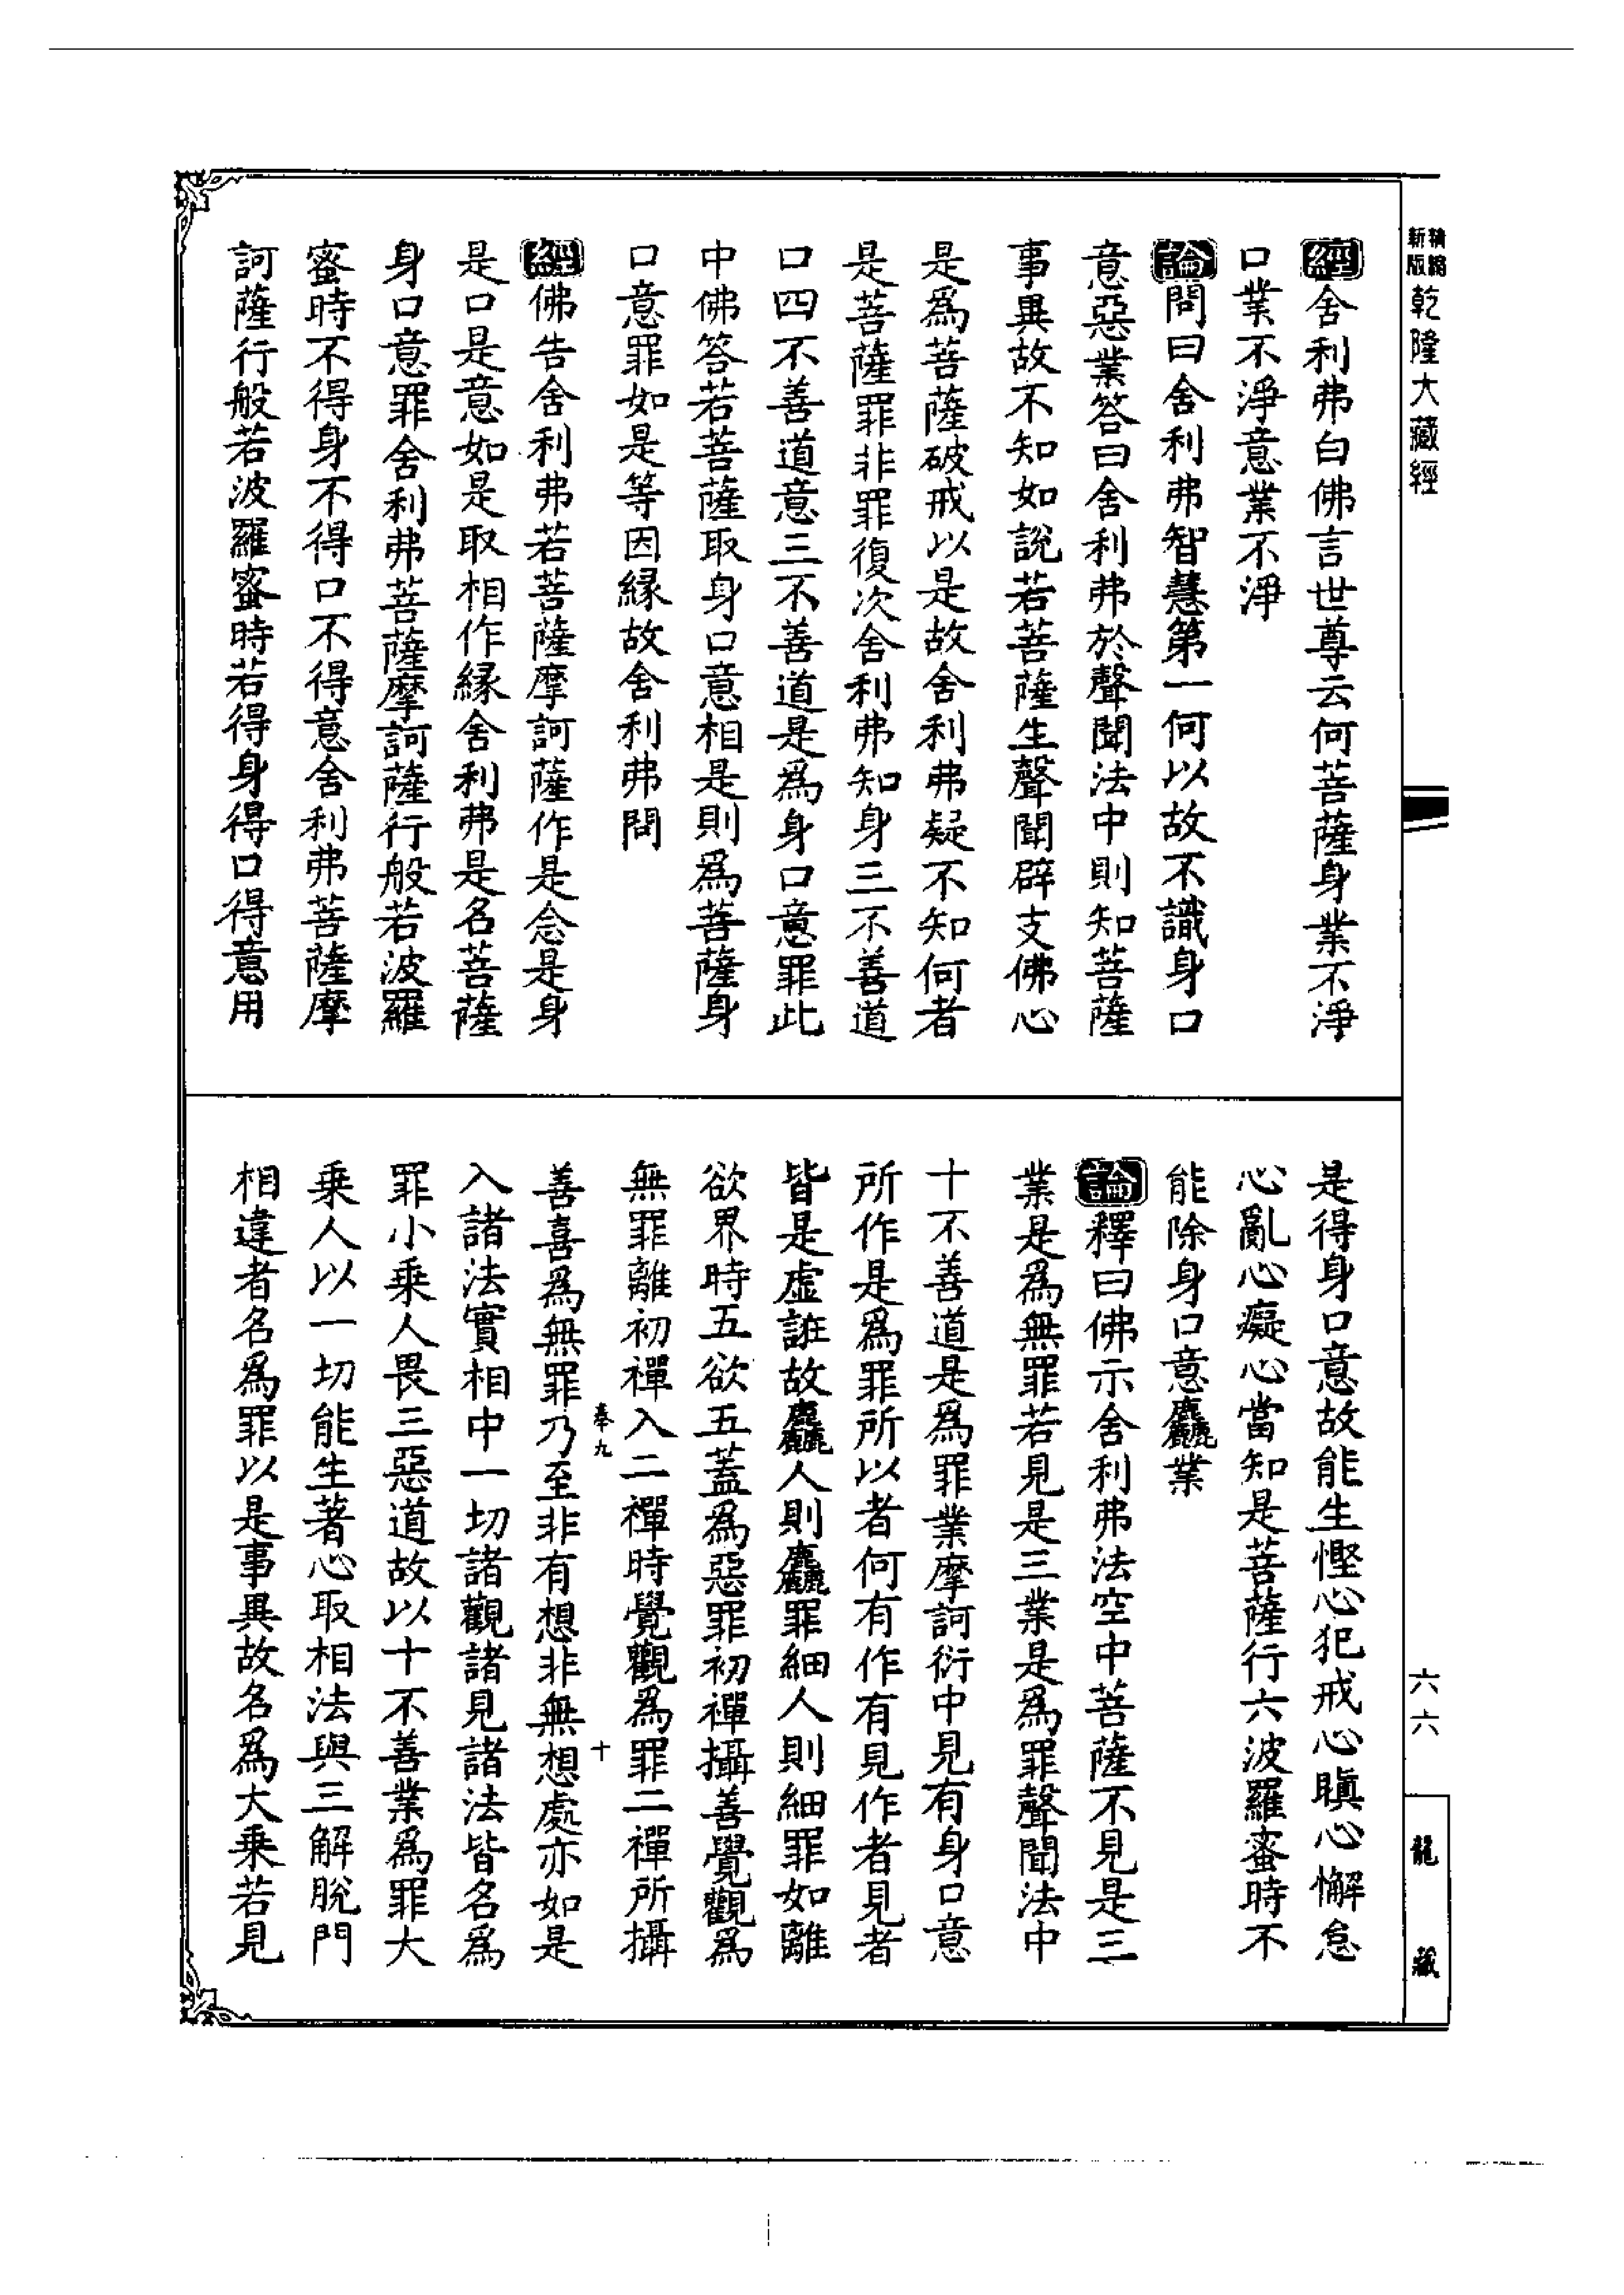 精縮
新版
乾隆大藏經
經舍利弗白佛言世尊云何菩薩身業不淨
口業不淨意業不淨
論問曰舍利弗智慧第一何以故不識身口
意惡業答曰舍利弗於聲聞法中則知菩薩
事異故不知如說若菩薩生聲聞辟支佛心
是爲菩薩破戒以是故舍利弗疑不知何者
是菩薩罪非罪復次舍利弗知身三不善道
口四不善道意三不善道是爲身口意罪此
中佛答若菩薩取身口意相是則爲菩薩身
口意罪如是等因緣故舍利弗問
經佛告舍利弗若菩薩摩訶薩作是念是身
是口是意如是取相作緣舍利弗是名菩薩
身口意罪舍利弗菩薩摩訶薩行般若波羅
蜜時不得身不得口不得意舍利弗菩薩摩
訶薩行般若波羅蜜時若得身得口得意用
是得身口意故能生慳心犯戒心瞋心懈怠
心亂心癡心當知是菩薩行六波羅蜜時不
能除身口意麤業
論釋曰佛示舍利弗法空中菩薩不見是三
業是爲無罪若見是三業是爲罪聲聞法中
十不善道是爲罪業摩訶衍中見有身口意
所作是爲罪所以者何有作有見作者見者
皆是虛誑故麤人則麤罪細人則細罪如離
欲界時五欲五蓋爲惡罪初禪攝善覺觀爲
無罪離初禪入二禪時覺觀爲罪二禪所攝
奉九
十
善喜爲無罪乃至非有想非無想處亦如是
入諸法實相中一切諸觀諸見諸法皆名爲
罪小乘人畏三惡道故以十不善業爲罪大
乘人以一切能生著心取相法與三解脫門
相違者名爲罪以是事異故名爲大乘若見
六六
龍藏